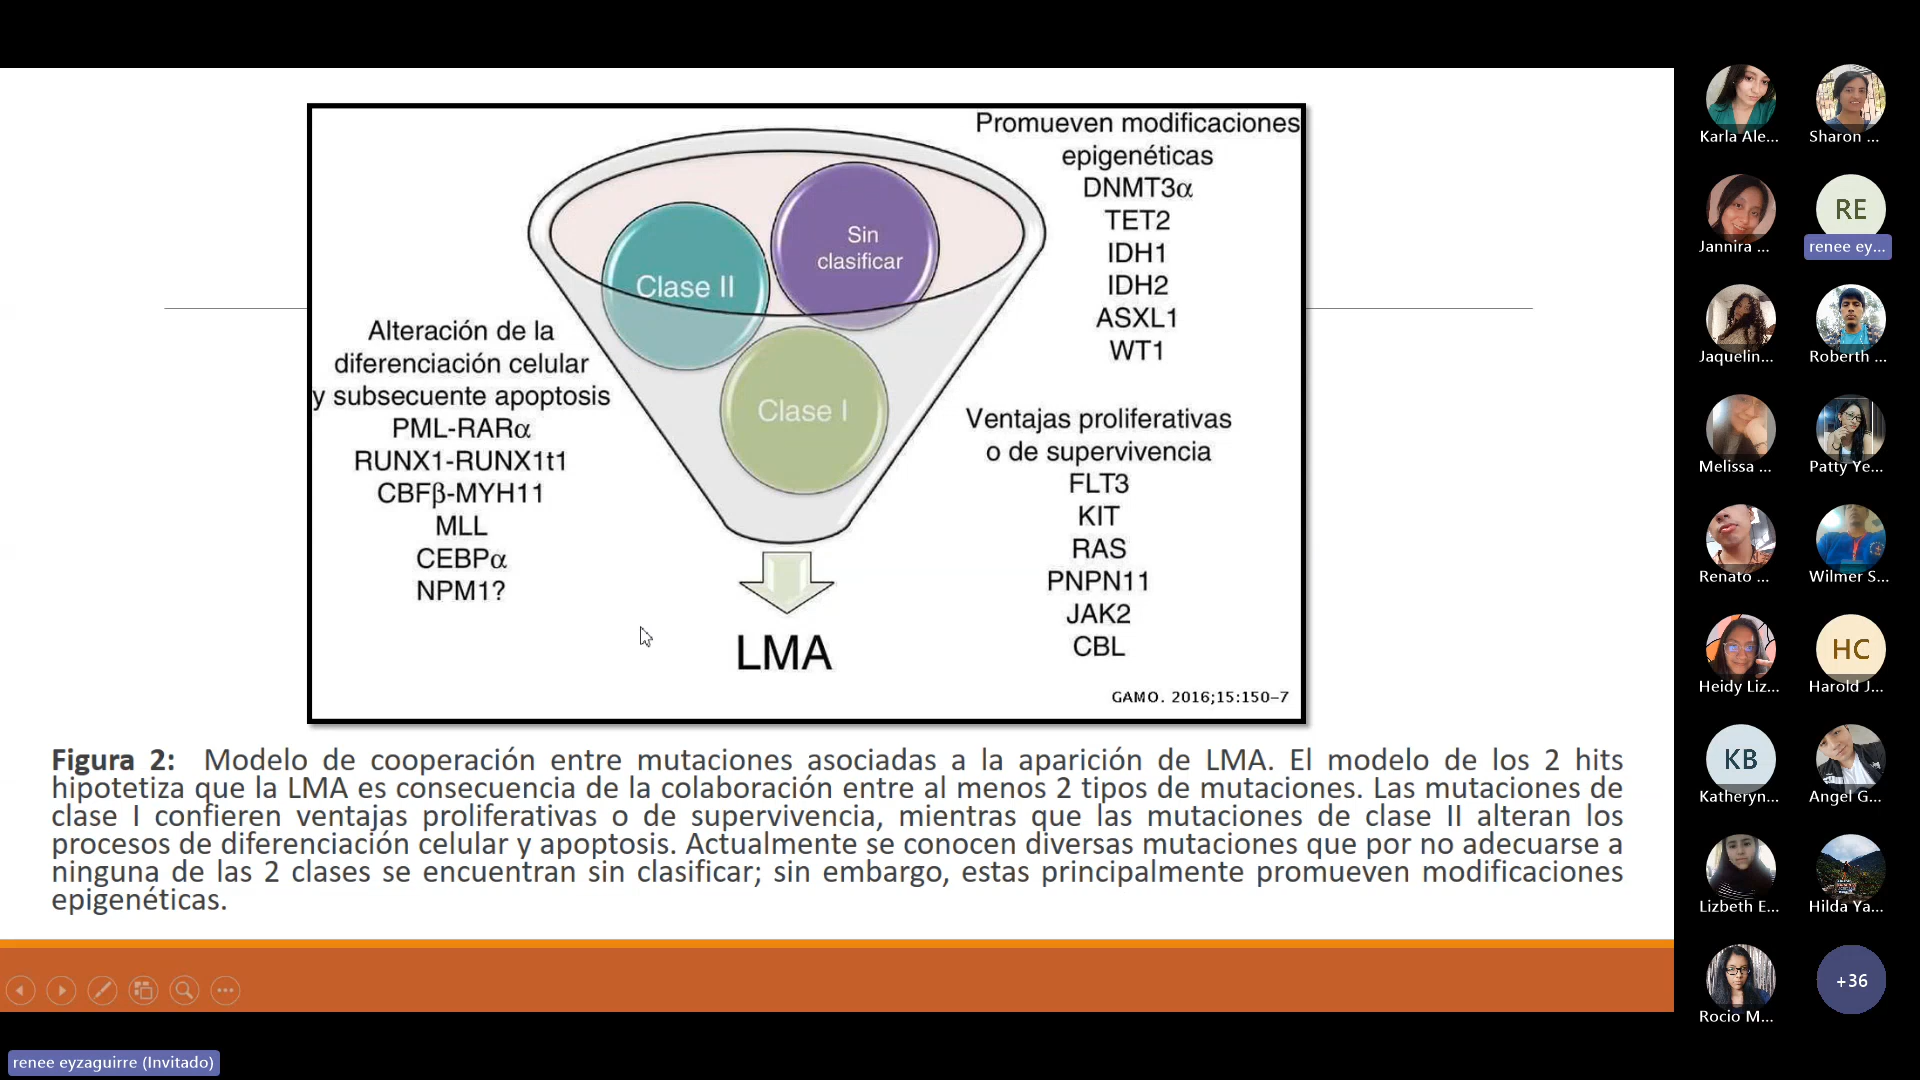 Promueven modificaciones
epigenéticas
DNMT3α
TET2
IDH1
IDH2
ASXL1
WT1
Sin
clasificar
Clase II
Clase I
Alteración de la
diferenciación celular
y subsecuente apoptosis
PML-RARα
RUNX1-RUNX1t1
CBFβ-MYH11
MLL
CEBPα
NPM1?
Ventajas proliferativas
o de supervivencia
FLT3
KIT
RAS
PNPN11
JAK2
CBL
LMA
GAMO. 2016;15:150–7
Figura 2: Modelo de cooperación entre mutaciones asociadas a la aparición de LMA. El modelo de los 2 hits
hipotetiza que la LMA es consecuencia de la colaboración entre al menos 2 tipos de mutaciones. Las mutaciones de
clase I confieren ventajas proliferativas o de supervivencia, mientras que las mutaciones de clase II alteran los
procesos de diferenciación celular y apoptosis. Actualmente se conocen diversas mutaciones que por no adecuarse a
ninguna de las 2 clases se encuentran sin clasificar; sin embargo, estas principalmente promueven modificaciones
epigenéticas.
Karla Ale...
Sharon ...
Jannira ...
RE
renee ey...
Jaquelin...
Roberth ...
Melissa ...
Patty Ye...
Renato ...
Wilmer S...
Heidy Liz...
HC
Harold J...
KB
Katheryn...
Angel G...
Lizbeth E...
Hilda Ya...
Rocio M...
+36
renee eyzaguirre (Invitado)